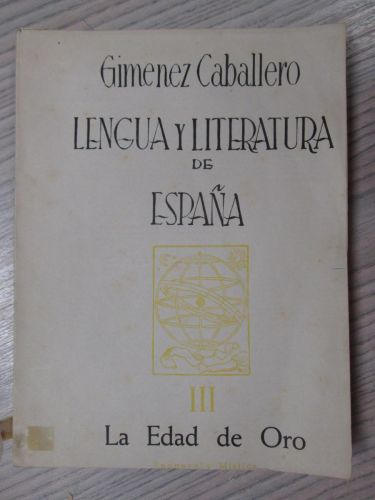 Gimenez Caballero
LENGUA Y LITERATURA
DE
ESPAÑA
III
La Edad de Oro